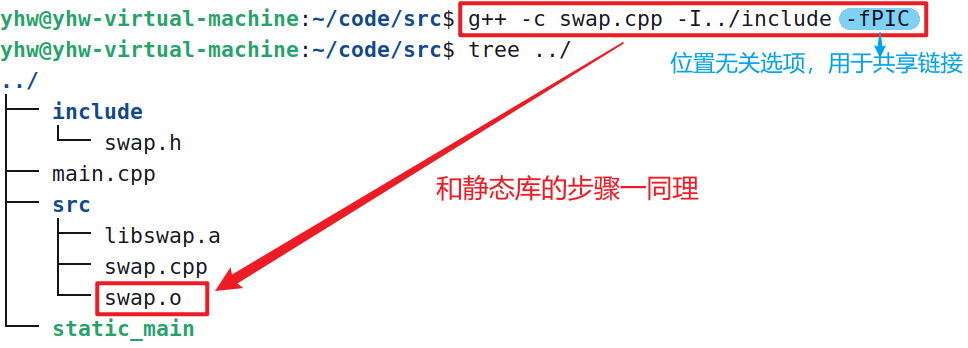 yhw@yhw-virtual-machine:~/code/src$ g++ -c swap.cpp -I../include -fPIC
yhw@yhw-virtual-machine:~/code/src$ tree ../
位置无关选项，用于共享链接
../
include
swap.h
main.cpp
和静态库的步骤一同理
src
libswap.a
swap.cpp
swap.o
static_main